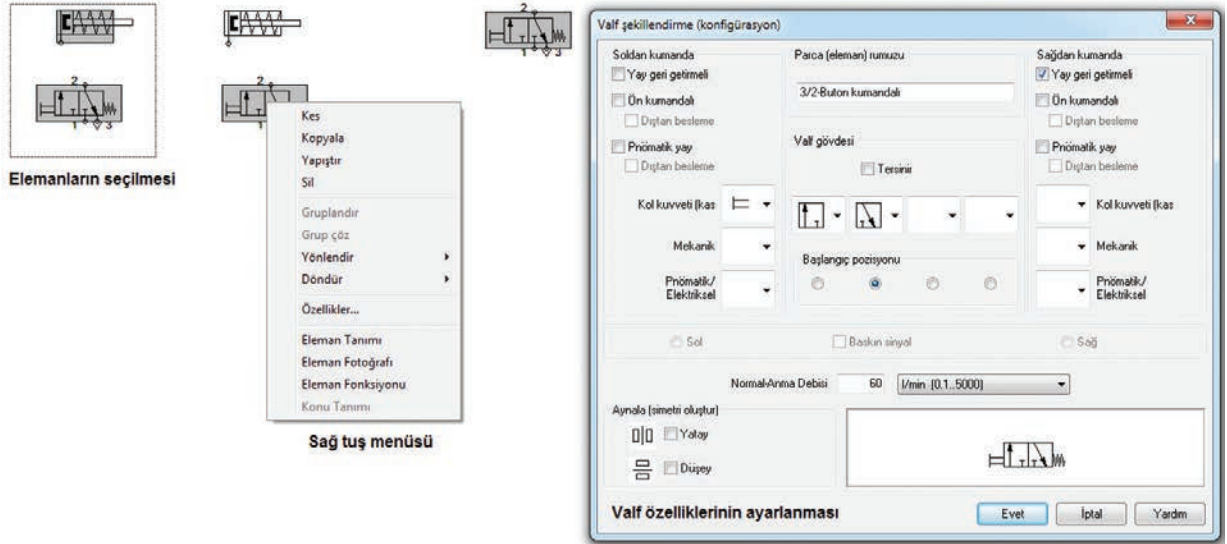 2
1
3
Elemanların seçilmesi
2
1
Kes
Kopyala
Yapıştır
Sil
Gruplandır
Grup çöz
Yönlendir
Döndür
Özellikler...
Eleman Tanımı
Eleman Fotoğrafı
Eleman Fonksiyonu
Konu Tanımı
Sağ tuş menüsü
2
1
3
Valf şekillendirme (konfigürasyon)
Soldan kumanda
Yay geri getirmeli
Ön kumandalı
Dıştan besleme
Pnömatik yay
Dıştan besleme
Kol kuvveti (kas
Mekanik
Pnömatik/
Elektriksel
Parca (eleman) rumuzu
3/2-Buton kumandalı
Valf gövdesi
Tersinir
Başlangıç pozisyonu
Sağdan kumanda
Yay geri getirmeli
Ön kumandalı
Dıştan besleme
Pnömatik yay
Dıştan besleme
Kol kuvveti (kas
Mekanik
Pnömatik/
Elektriksel
Sol
Baskın sinyal
Sağ
Normal-Anma Debisi 60 l/min (0.1..5000)
Aynala (simetri oluştur)
Yatay
Düşey
Valf özelliklerinin ayarlanması
Evet
İptal
Yardım